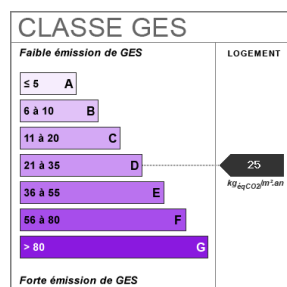 CLASSE GES
Faible émission de GES
LOGEMENT
≤ 5 A
6 à 10 B
11 à 20 C
21 à 35 D
25
kgéqCO2/m².an
36 à 55 E
56 à 80 F
> 80 G
Forte émission de GES